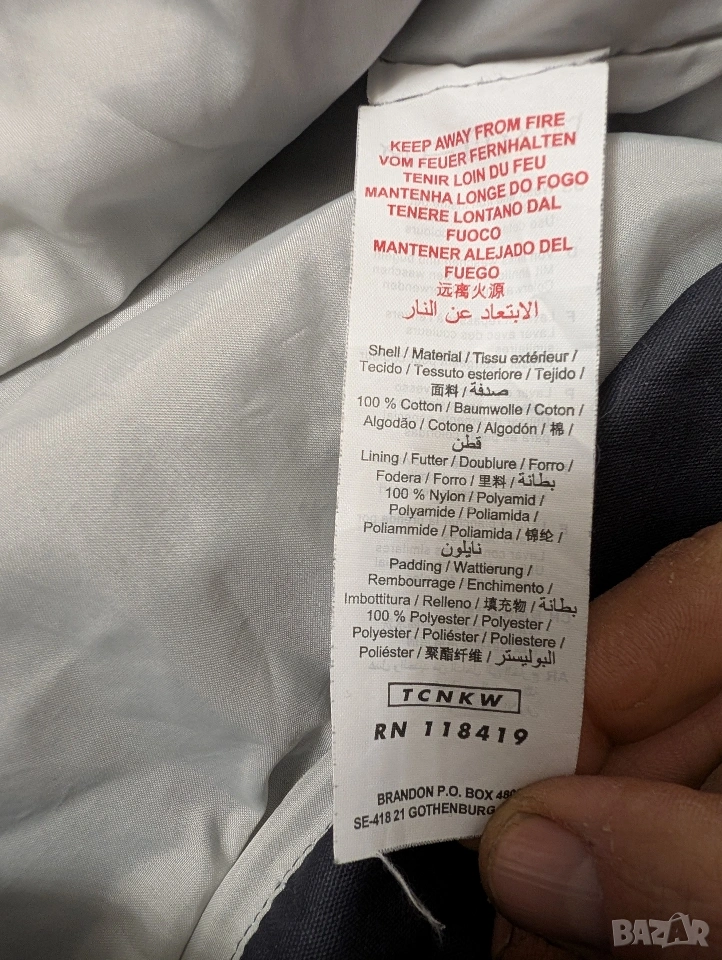 KEEP AWAY FROM FIRE
VOM FEUER FERNHALTEN
TENIR LOIN DU FEU
MANTENHA LONGE DO FOGO
TENERE LONTANO DAL
FUOCO
MANTENER ALEJADO DEL
FUEGO
远离火源
الابتعاد عن النار
Shell / Material / Tissu extérieur /
Tecido / Tessuto esteriore / Tejido /
面料 / صدفة /
100 % Cotton / Baumwolle / Coton /
Algodão / Cotone / Algodón / 棉 /
قطن
Lining / Futter / Doublure / Forro /
Fodera / Forro / 里料 / بطانة /
100 % Nylon / Polyamid /
Polyamide / Poliamida /
Poliammide / Poliamida / 锦纶 /
نايلون
Padding / Wattierung /
Rembourrage / Enchimento /
Imbottitura / Relleno / 填充物 / بطانة /
100 % Polyester / Polyester /
Polyester / Poliéster / Poliestere /
Poliéster / 聚酯纤维 / البوليستر /
TCNKW
RN 118419
BRANDON P.O. BOX
SE-418 21 GOTHENBURG
BAZAR